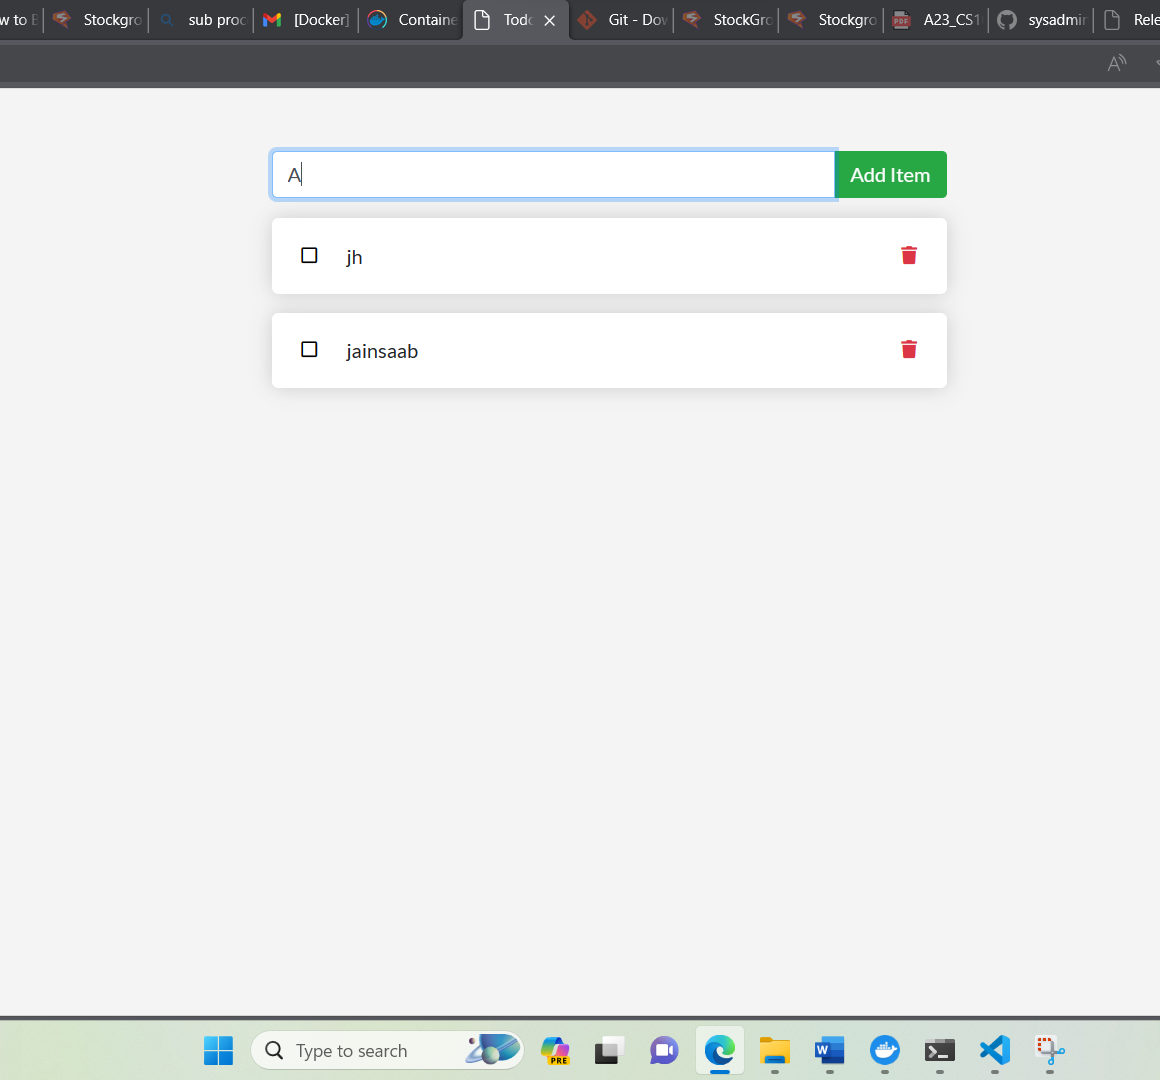 w to B Stockgro sub proc [Docker] Containe Todo Git - Dow StockGro Stockgro A23_CS1 sysadmin Rele
A
Add Item
jh
jainsaab
Type to search
PRE